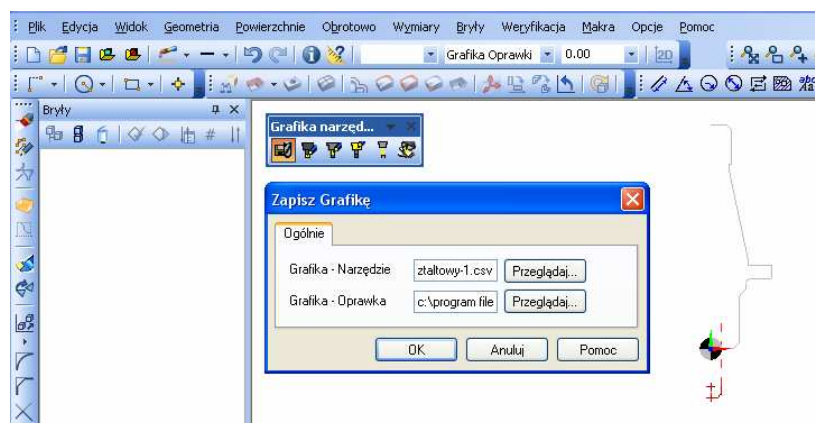 Plik Edycja Widok Geometria Powierzchnie Obrotowo Wymiary Bryły Weryfikacja Makra Opcje Pomoc
Grafika Oprawki 0.00 2D
Bryły
#
Grafika narzęd...
Zapisz Grafikę
Ogólnie
Grafika - Narzędzie ztaltowy-1.csv Przeglądaj...
Grafika - Oprawka c:\program file Przeglądaj...
OK Anuluj Pomoc